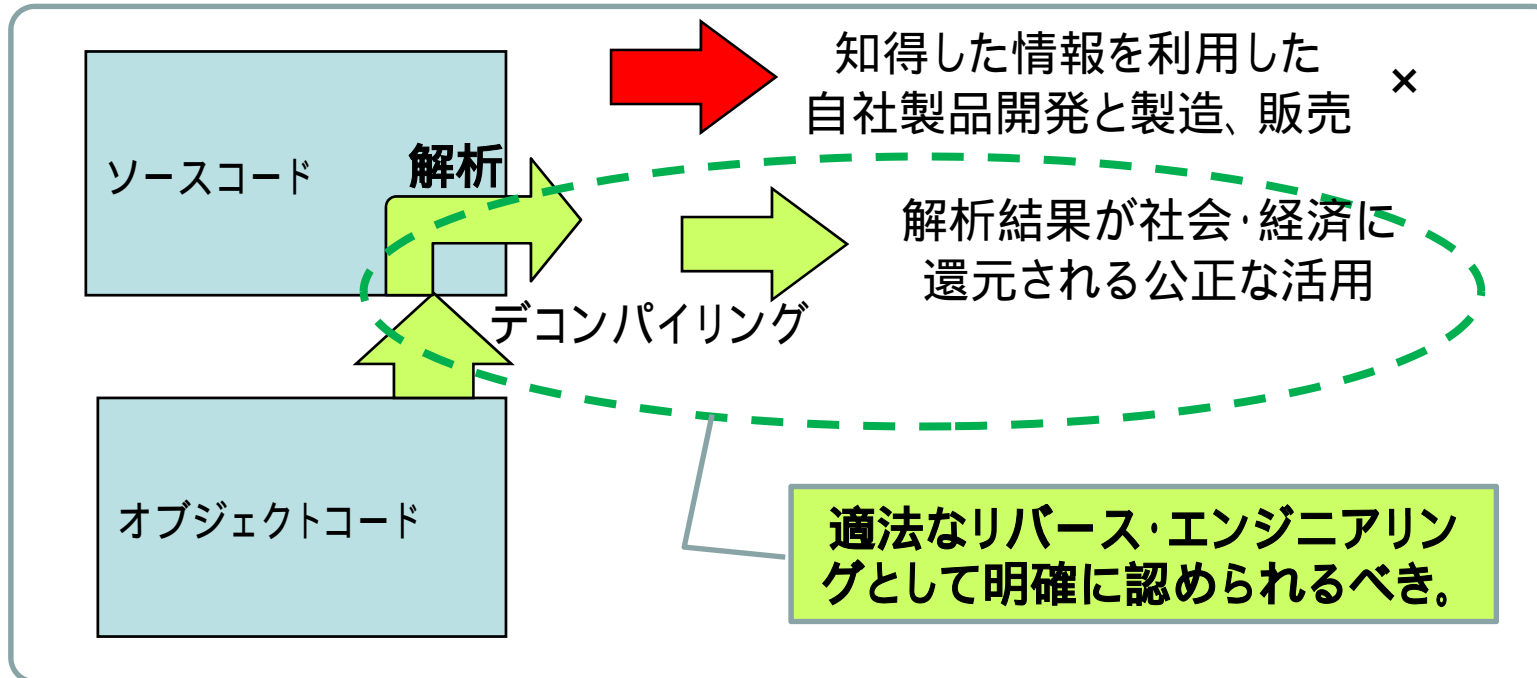 知得した情報を利用した
自社製品開発と製造、販売
×
ソースコード
解析
解析結果が社会・経済に
還元される公正な活用
デコンパイリング
オブジェクトコード
適法なリバース・エンジニアリン
グとして明確に認められるべき。